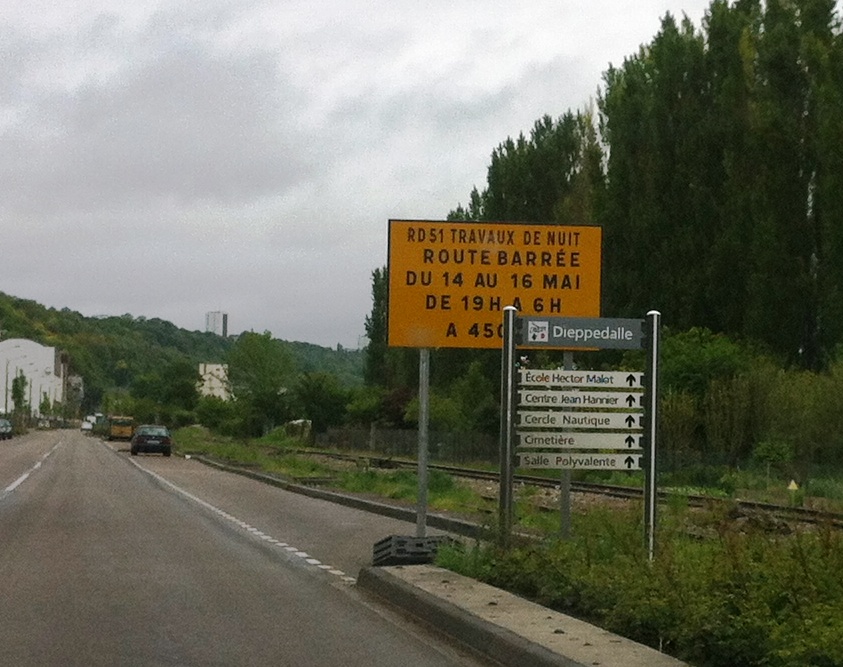 RD51 TRAVAUX DE NUIT
ROUTE BARRÉE
DU 14 AU 16 MAI
DE 19H A 6H
A 450
Dieppedalle
École Hector Malot
Centre Jean Hannier
Cercle Nautique
Cimetière
Salle Polyvalente